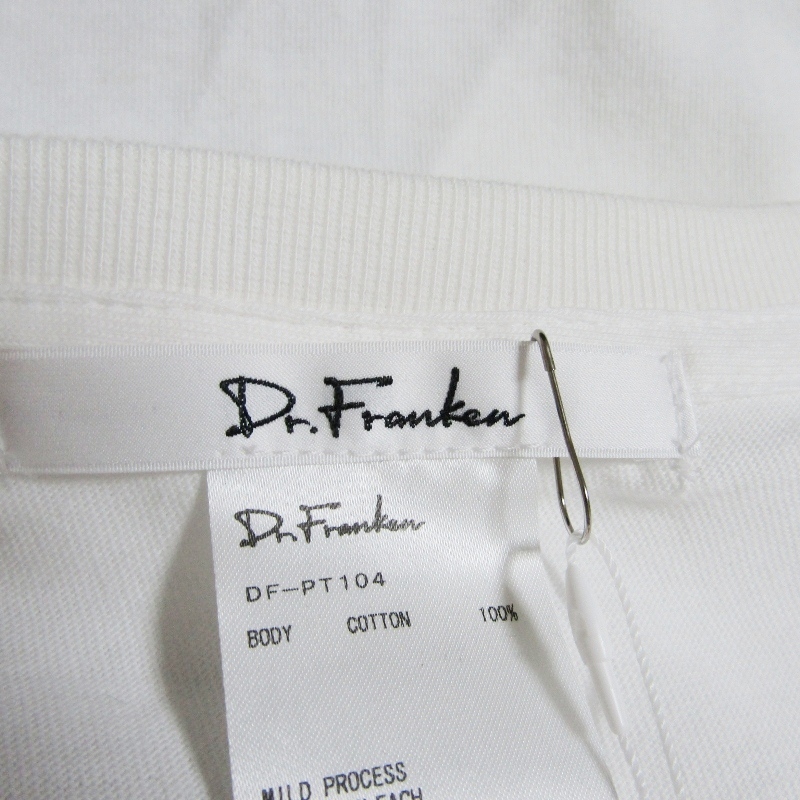 Dr. Franken
Dr. Franken
DF-PT104
BODY COTTON 100%
MILD PROCESS